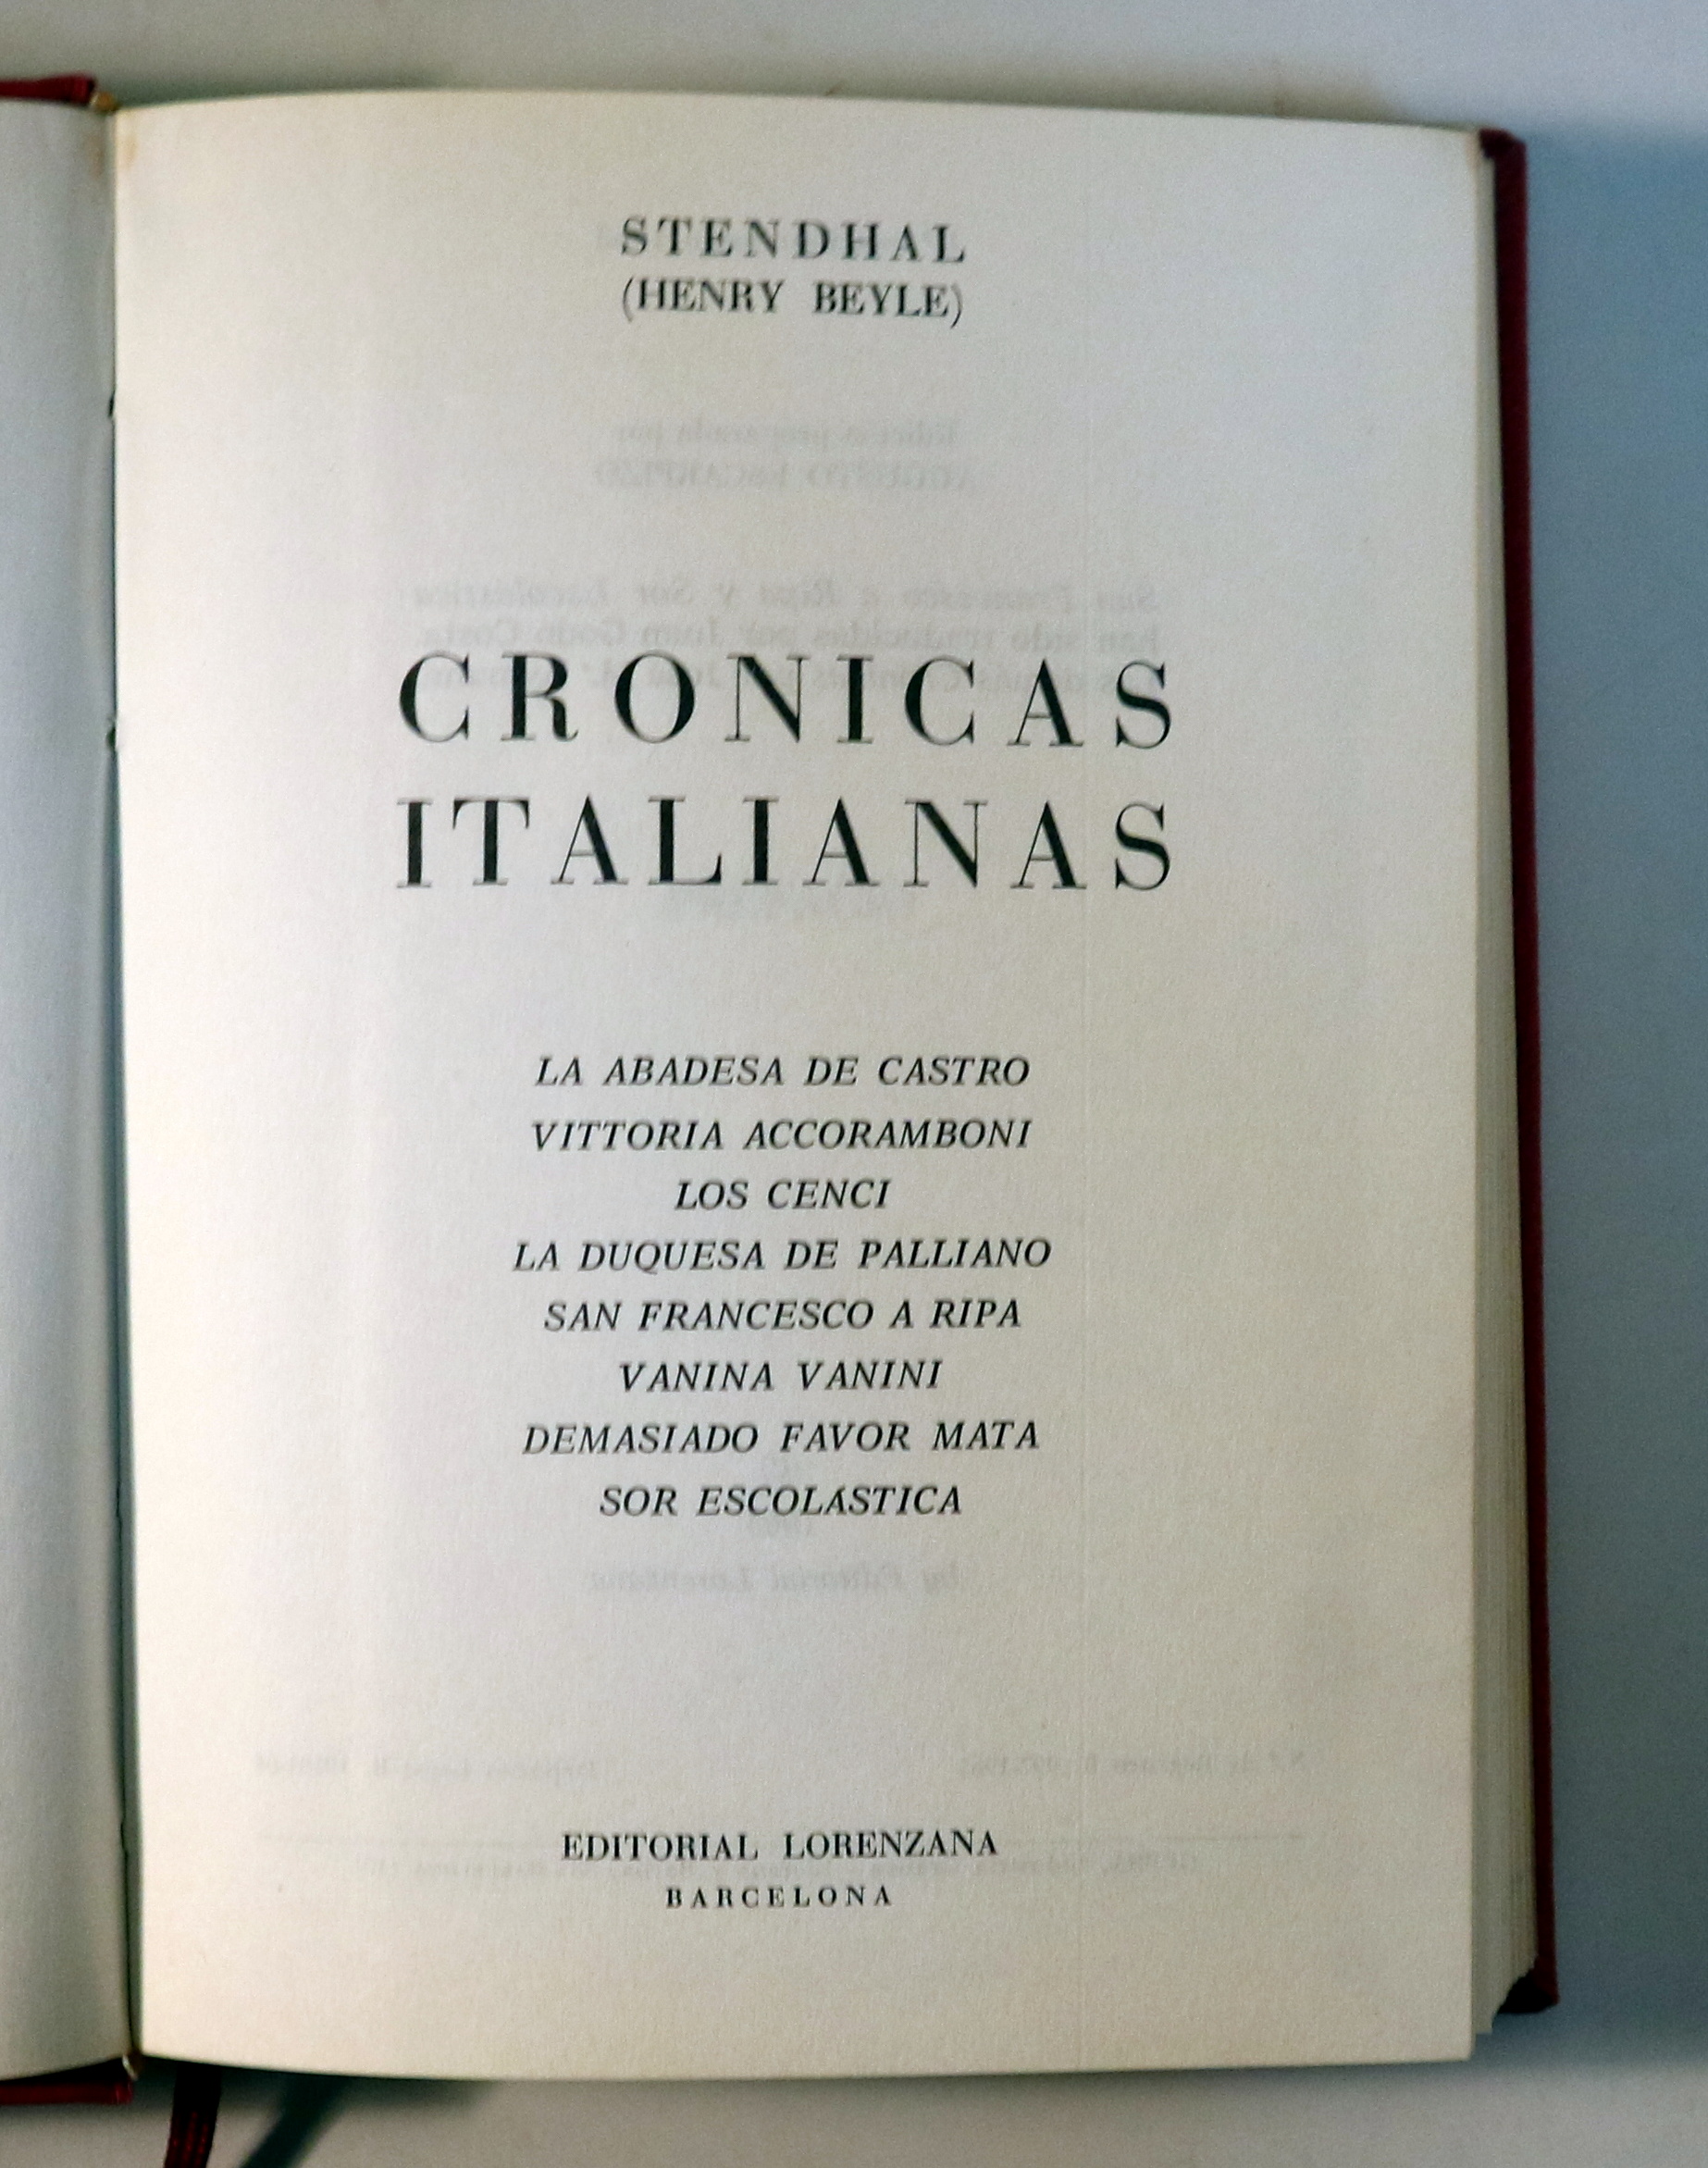 STENDHAL
(HENRY BEYLE)
CRONICAS
ITALIANAS
LA ABADESA DE CASTRO
VITTORIA ACCORAMBONI
LOS CENCI
LA DUQUESA DE PALLIANO
SAN FRANCESCO A RIPA
VANINA VANINI
DEMASIADO FAVOR MATA
SOR ESCOLÁSTICA
EDITORIAL LORENZANA
BARCELONA